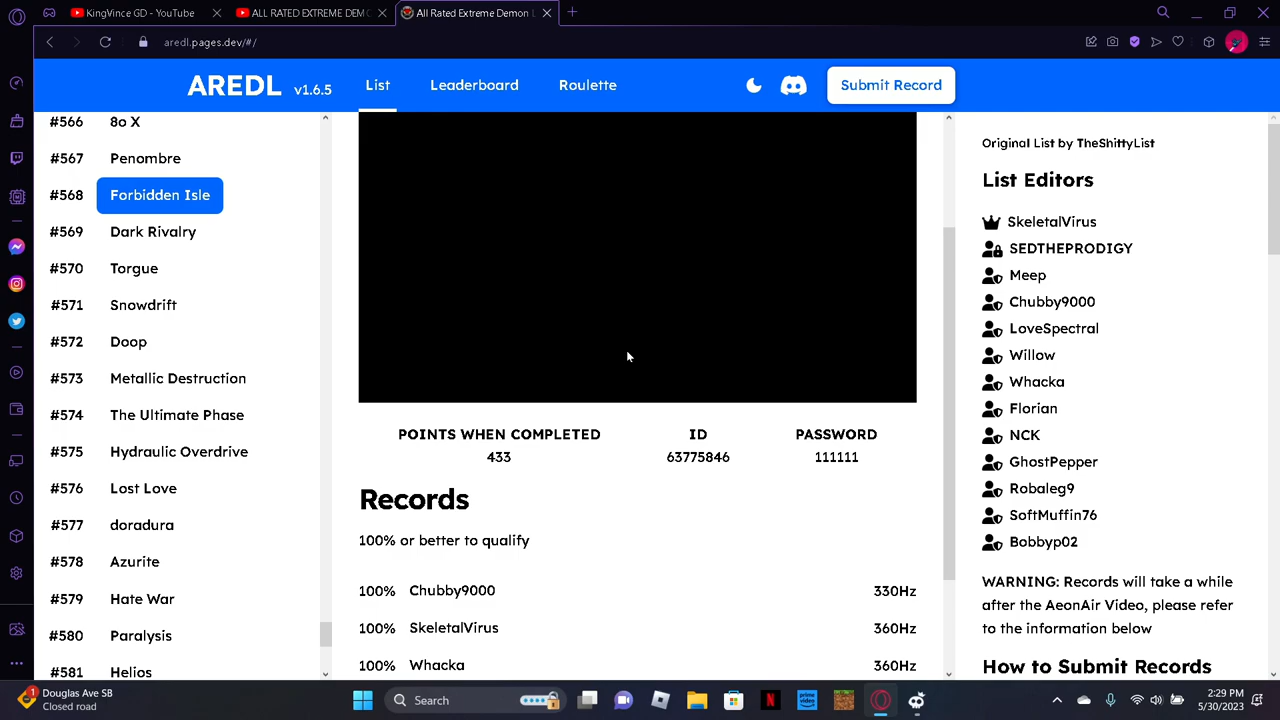 KingVince GD - YouTube
ALL RATED EXTREME DEMO
All Rated Extreme Demon L
aredl.pages.dev/#/
AREDL v1.6.5
List
Leaderboard
Roulette
Submit Record
#566 8o X
#567 Penombre
#568 Forbidden Isle
#569 Dark Rivalry
#570 Torgue
#571 Snowdrift
#572 Doop
#573 Metallic Destruction
#574 The Ultimate Phase
#575 Hydraulic Overdrive
#576 Lost Love
#577 doradura
#578 Azurite
#579 Hate War
#580 Paralysis
#581 Helios
POINTS WHEN COMPLETED ID PASSWORD
433 63775846 111111
Records
100% or better to qualify
100% Chubby9000 330Hz
100% SkeletalVirus 360Hz
100% Whacka 360Hz
Original List by TheShittyList
List Editors
SkeletalVirus
SEDTHEPRODIGY
Meep
Chubby9000
LoveSpectral
Willow
Whacka
Florian
NCK
GhostPepper
Robaleg9
SoftMuffin76
Bobbyp02
WARNING: Records will take a while
after the AeonAir Video, please refer
to the information below
How to Submit Records
1
Douglas Ave SB
Closed road
Search
2:29 PM
5/30/2023